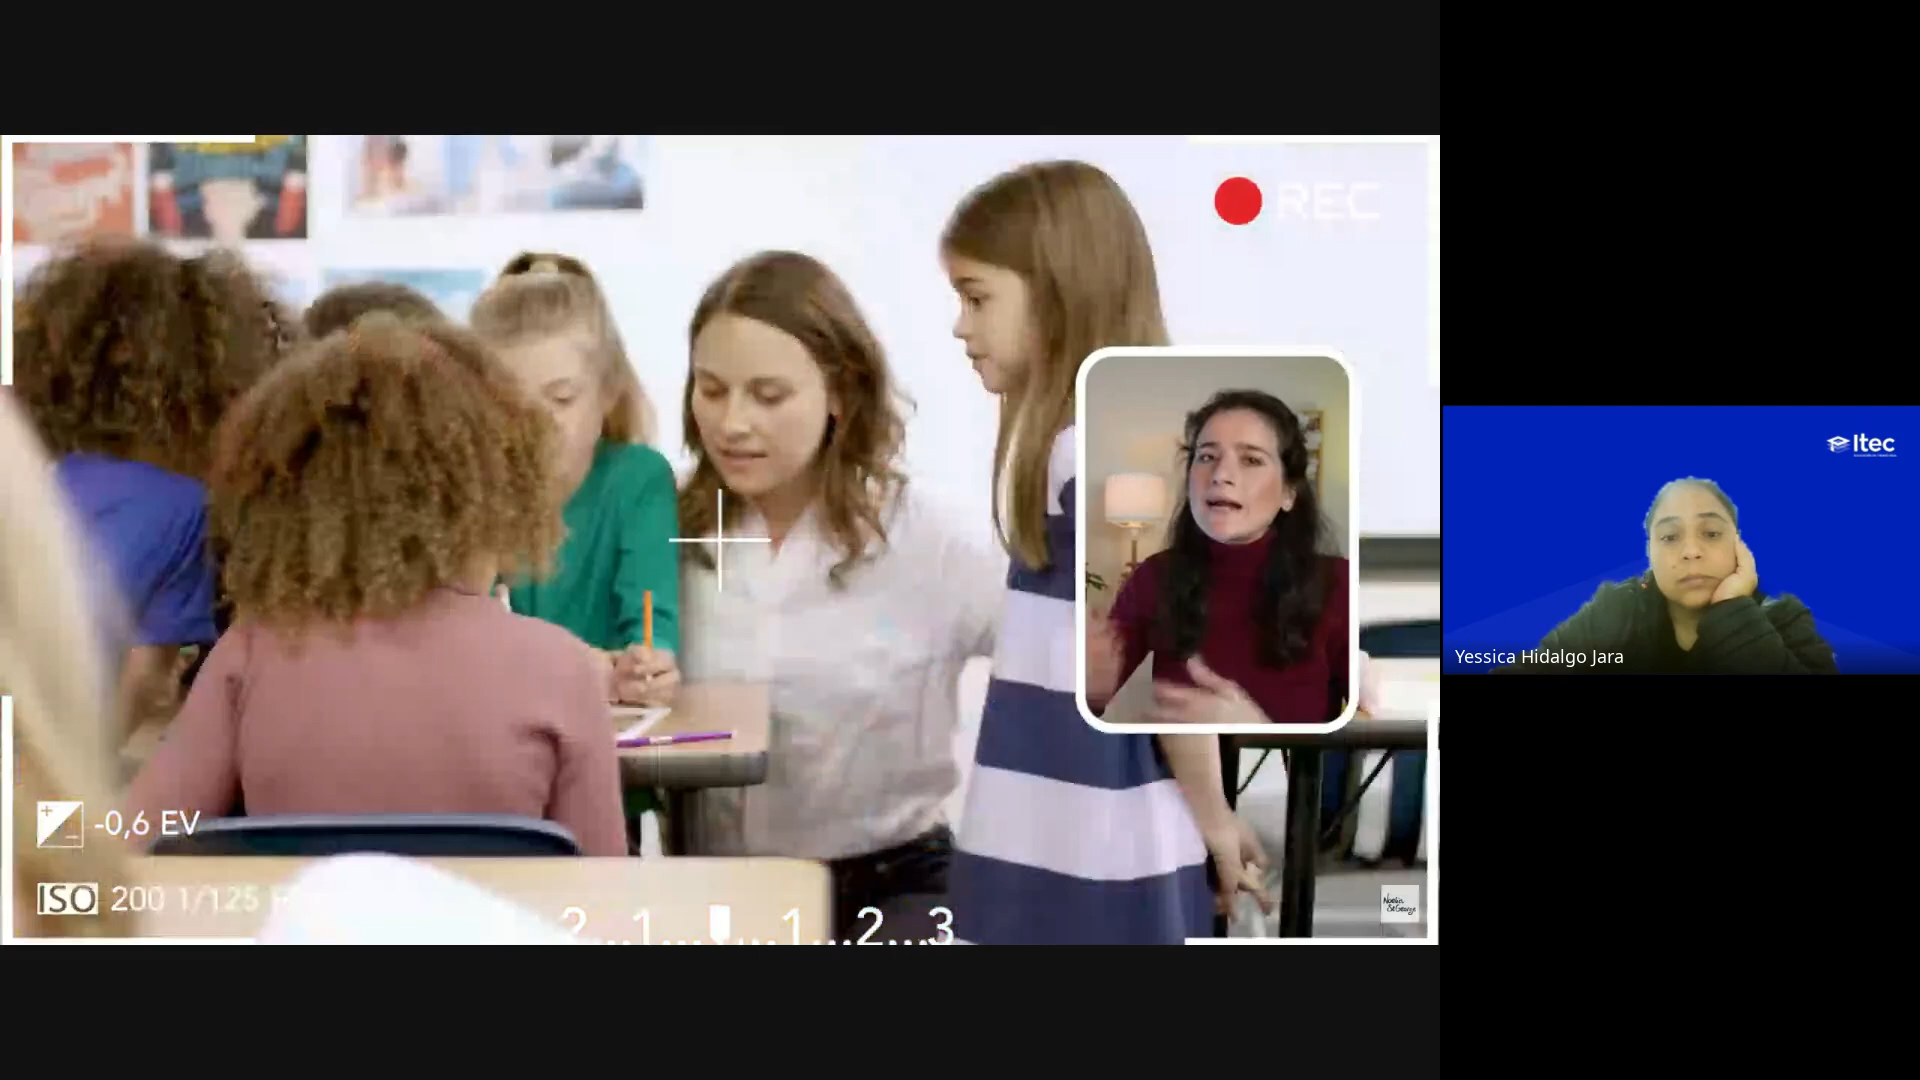 REC
Itec
Yessica Hidalgo Jara
-0,6 EV
ISO 200 1/125
2...1...1...2...3